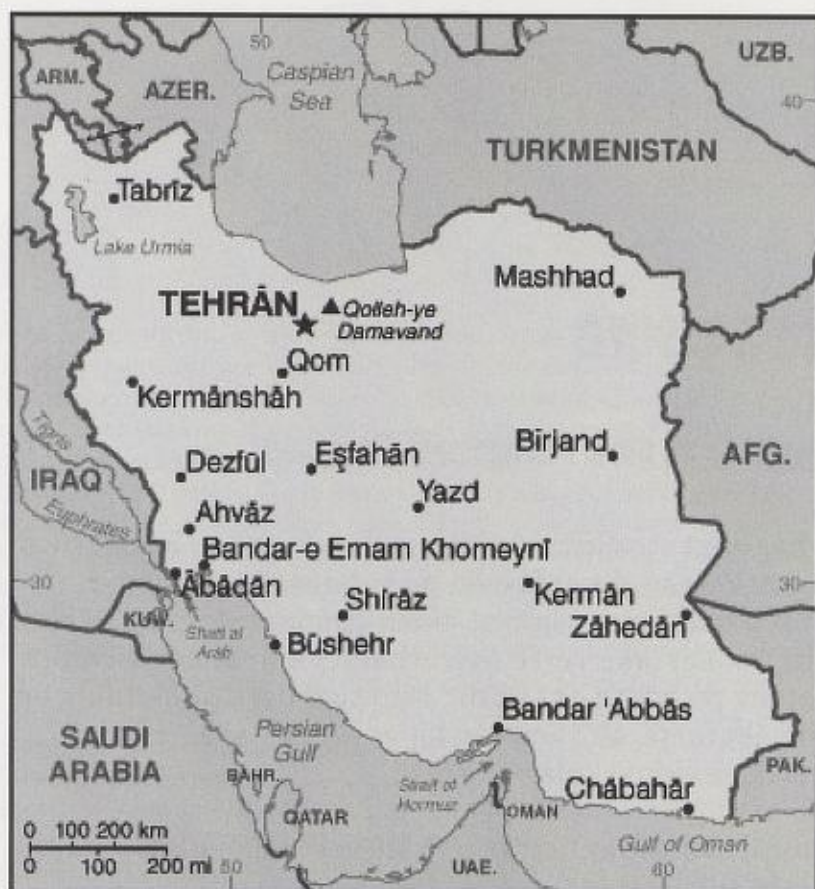 50
Caspian
Sea
UZB.
ARM.
AZER.
40
TURKMENISTAN
Tabrīz
Lake Urmia
Mashhad
TEHRĀN
Qolleh-ye
Damavand
Qom
Kermānshāh
Tigris
Dezfūl
Eşfahān
Bīrjand
AFG.
IRAQ
Yazd
Euphrates
Ahvāz
Bandar-e Emam Khomeynī
30
Ābādān
Shīrāz
Kermān
30
KUW.
Shatt al
Arab
Būshehr
Zāhedān
Bandar 'Abbās
SAUDI
ARABIA
Persian
Gulf
BAHR.
Strait of
Hormuz
PAK.
Chābahār
QATAR
OMAN
0 100 200 km
0 100 200 mi
50
UAE.
Gulf of Oman
60